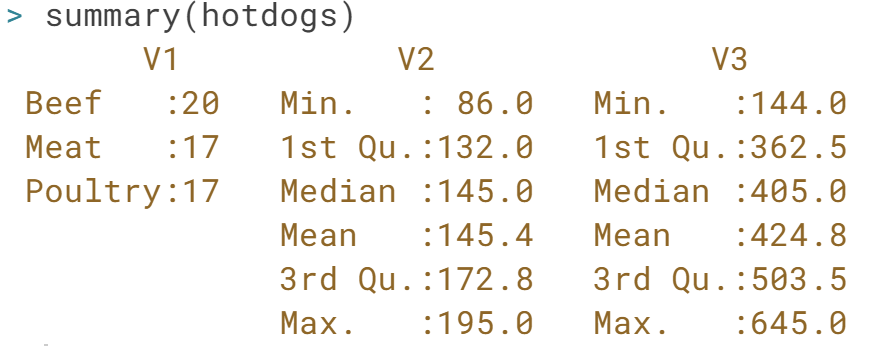 > summary(hotdogs)
V1 V2 V3
Beef :20 Min. : 86.0 Min. :144.0
Meat :17 1st Qu.:132.0 1st Qu.:362.5
Poultry:17 Median :145.0 Median :405.0
Mean :145.4 Mean :424.8
3rd Qu.:172.8 3rd Qu.:503.5
Max. :195.0 Max. :645.0